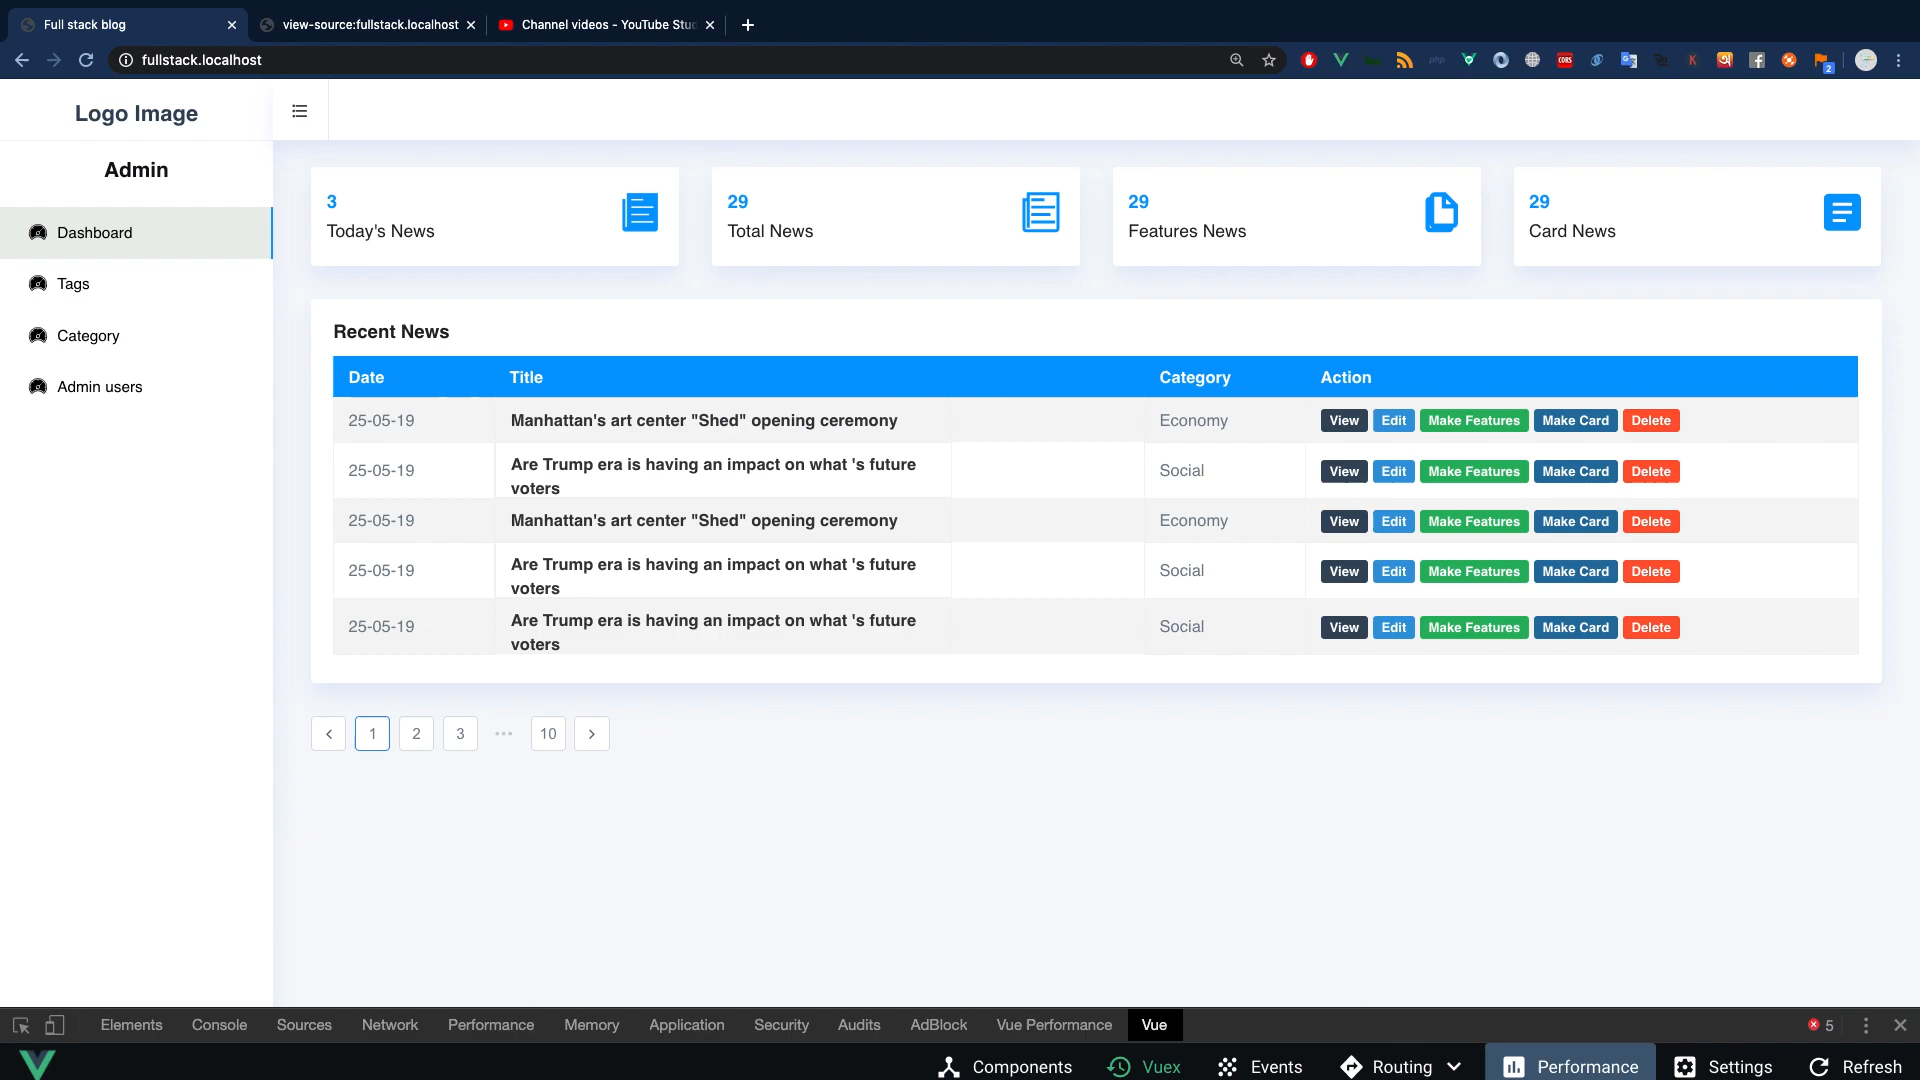 Full stack blog
view-source:fullstack.localhost
Channel videos - YouTube Stu
fullstack.localhost
Logo Image
Admin
Dashboard
Tags
Category
Admin users
3
Today's News
29
Total News
29
Features News
29
Card News
Recent News
Date Title Category Action
25-05-19 Manhattan's art center "Shed" opening ceremony Economy View Edit Make Features Make Card Delete
25-05-19 Are Trump era is having an impact on what 's future
voters Social View Edit Make Features Make Card Delete
25-05-19 Manhattan's art center "Shed" opening ceremony Economy View Edit Make Features Make Card Delete
25-05-19 Are Trump era is having an impact on what 's future
voters Social View Edit Make Features Make Card Delete
25-05-19 Are Trump era is having an impact on what 's future
voters Social View Edit Make Features Make Card Delete
1 2 3 ••• 10
Elements Console Sources Network Performance Memory Application Security Audits AdBlock Vue Performance Vue 5
Components Vuex Events Routing Performance Settings Refresh